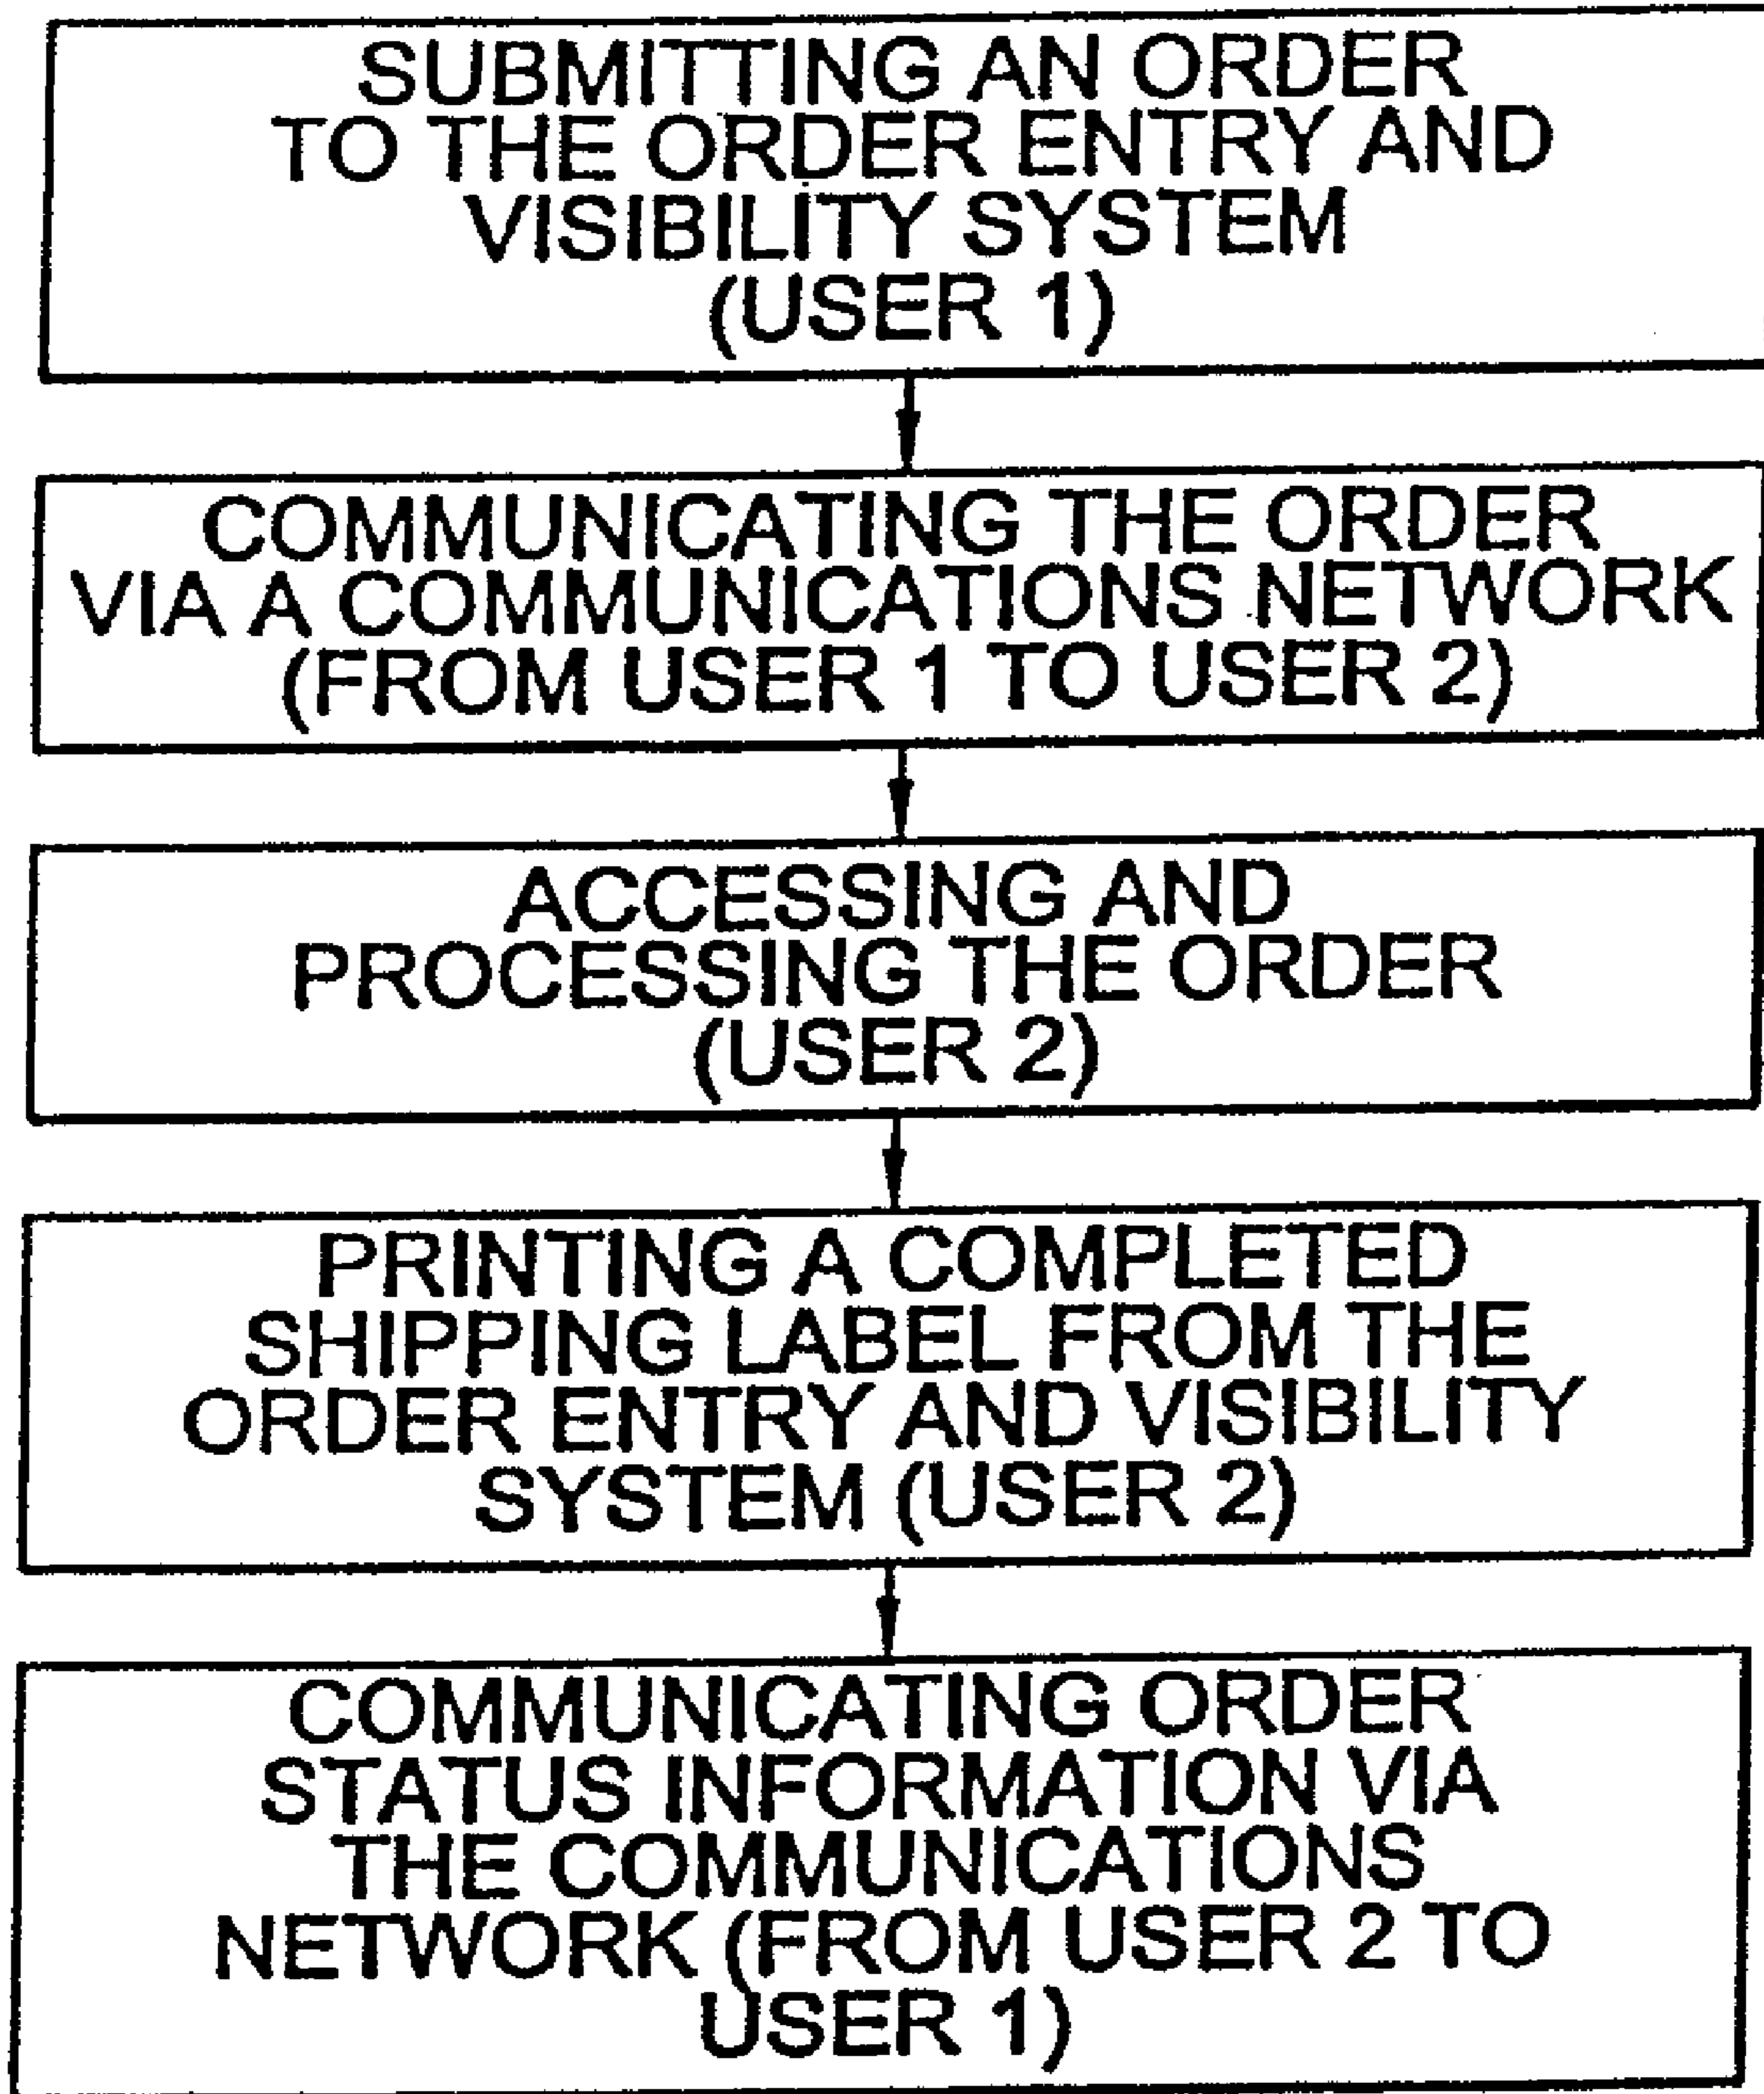 SUBMITTING AN ORDER
TO THE ORDER ENTRY AND
VISIBILITY SYSTEM
(USER 1)
COMMUNICATING THE ORDER
VIA A COMMUNICATIONS NETWORK
(FROM USER 1 TO USER 2)
ACCESSING AND
PROCESSING THE ORDER
(USER 2)
PRINTING A COMPLETED
SHIPPING LABEL FROM THE
ORDER ENTRY AND VISIBILITY
SYSTEM (USER 2)
COMMUNICATING ORDER
STATUS INFORMATION VIA
THE COMMUNICATIONS
NETWORK (FROM USER 2 TO
USER 1)